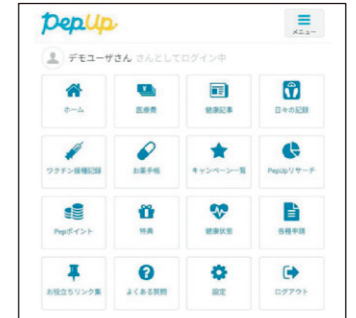 PepUp
メニュー
デモユーザさん さんとしてログイン中
ホーム
医療費
健康記事
日々の記録
ワクチン接種記録
お薬手帳
キャンペーン一覧
PepUpリサーチ
Pepポイント
特典
健康状態
各種申請
お役立ちリンク集
よくある質問
設定
ログアウト